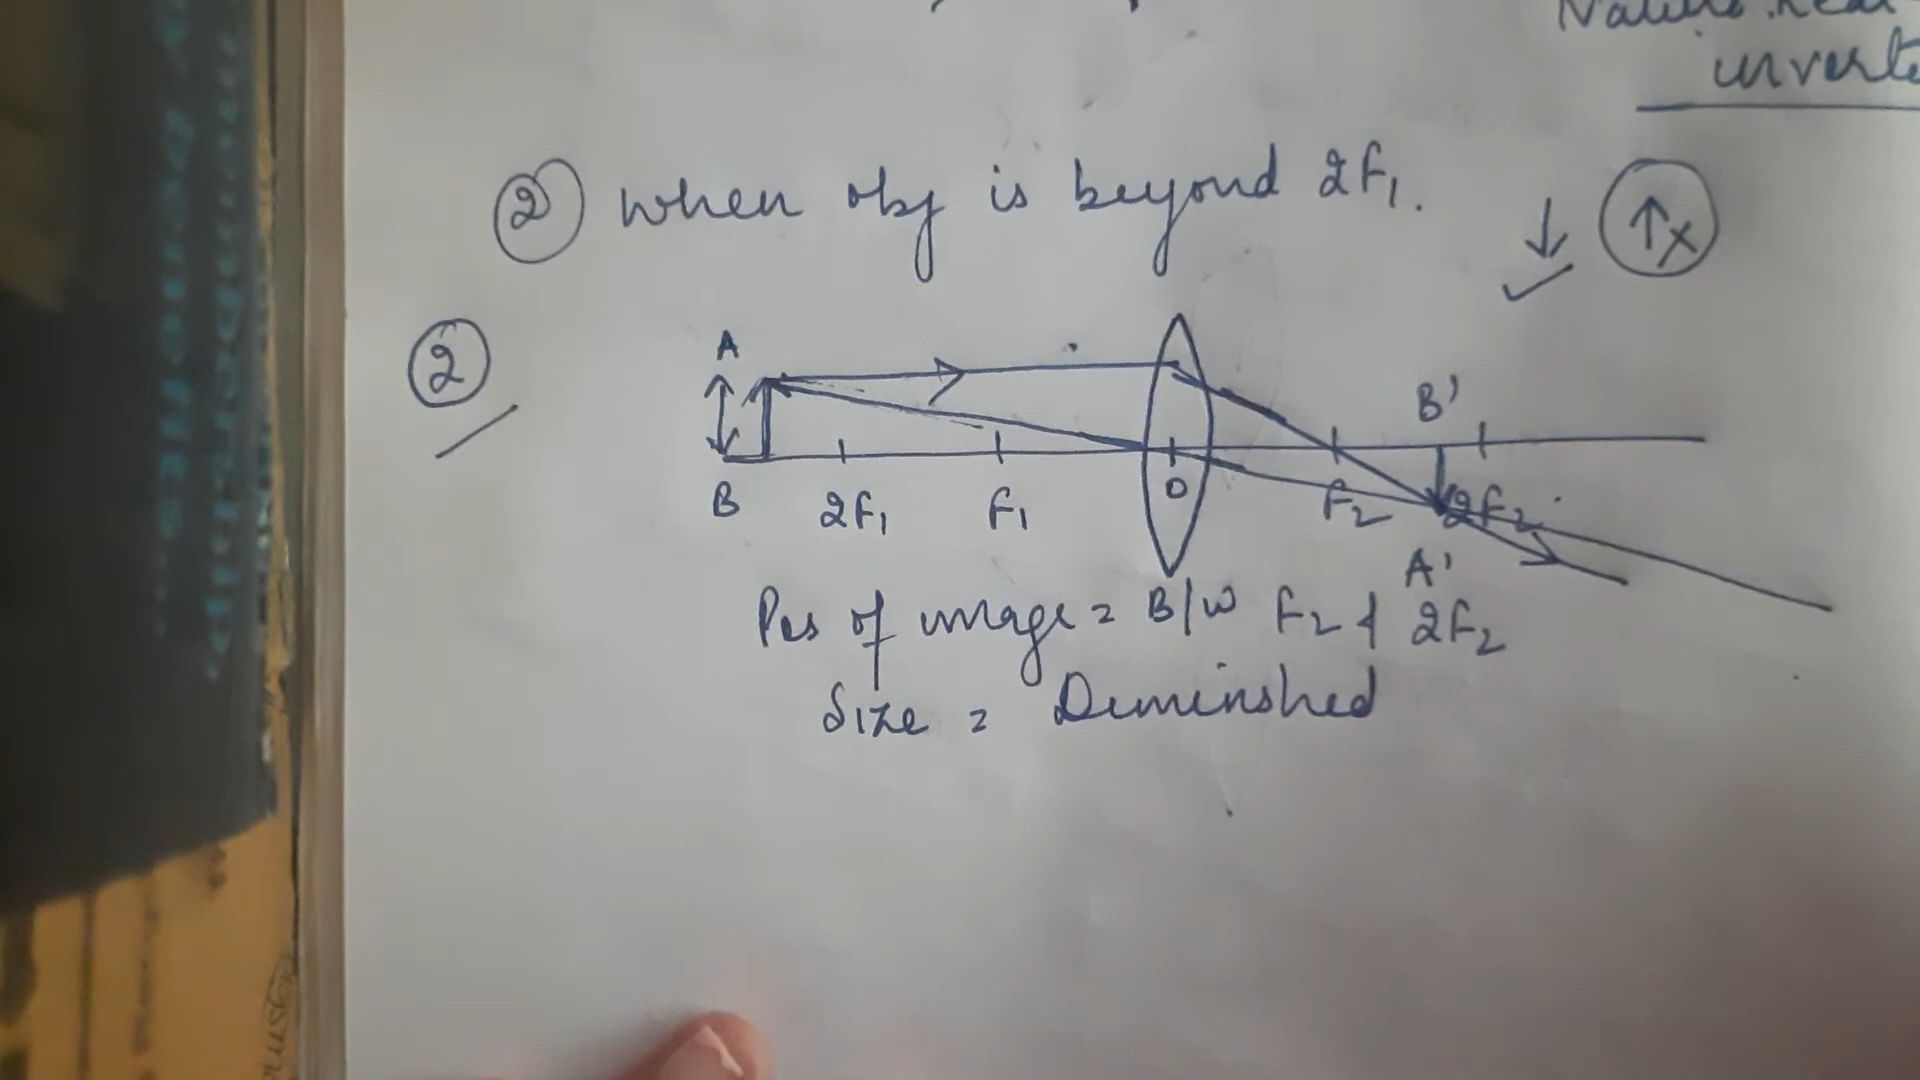 inverte
② When obj is beyond 2F1.
②
A
B'
B
2F1
F1
O
F2
2F2
A'
Pos of image = B/W F2 & 2F2
Size = Diminshed